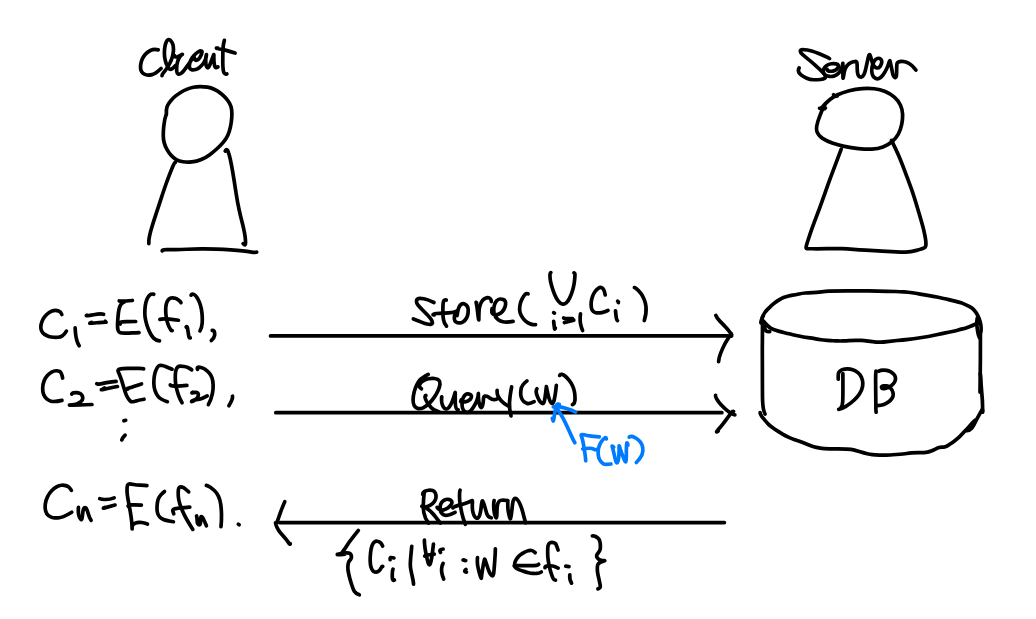 Client
Server
C₁=E(f₁),
Store(⋃ᵢ₌₁ Cᵢ)
C₂=E(f₂),
Query(W)
DB
⋮
F(W)
Cₙ=E(fₙ).
Return
{Cᵢ|∀ᵢ:W∈fᵢ}